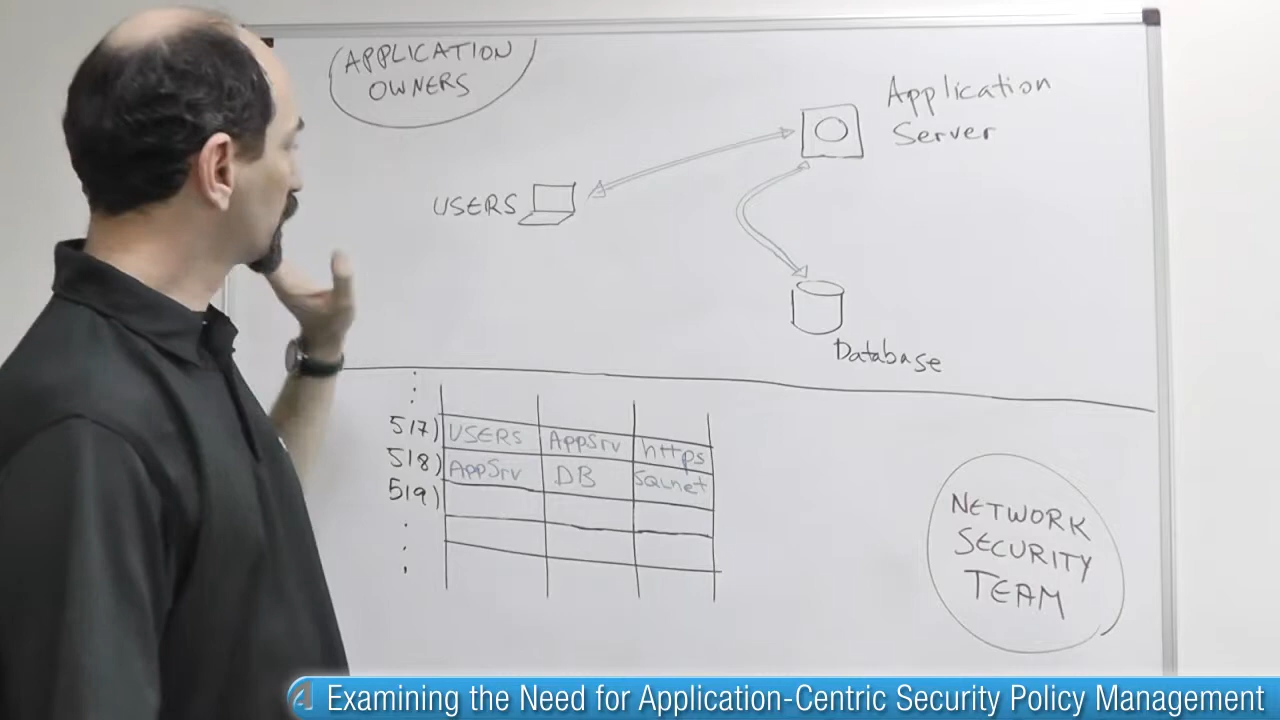 APPLICATION
OWNERS
Application
Server
USERS
Database
517) USERS AppSrv https
518) AppSrv DB sqlnet
519)
NETWORK
SECURITY
TEAM
Examining the Need for Application-Centric Security Policy Management